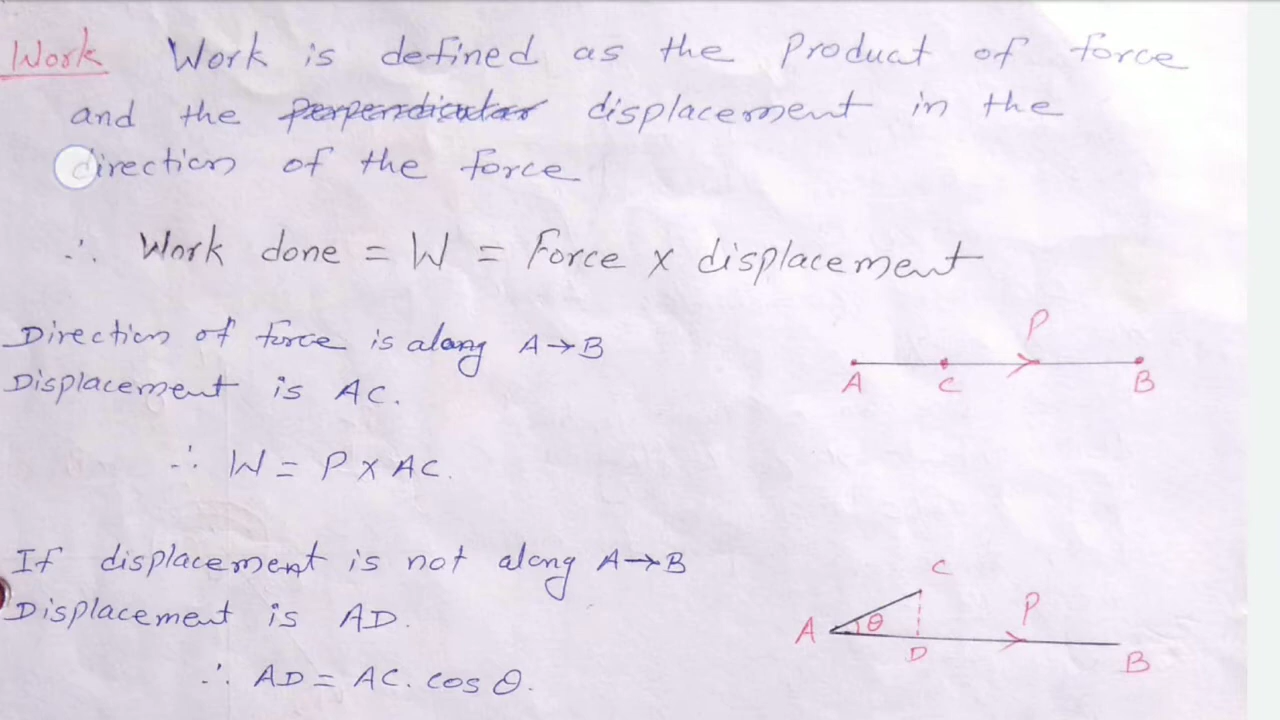 Work Work is defined as the Product of force
and the perpendicular displacement in the
direction of the force
∴ Work done = W = Force x displacement
Direction of force is along A→B
Displacement is AC.
P
A C B
∴ W = P X AC.
If displacement is not along A→B
Displacement is AD.
C
P
A θ
D B
∴ AD = AC. cos θ.